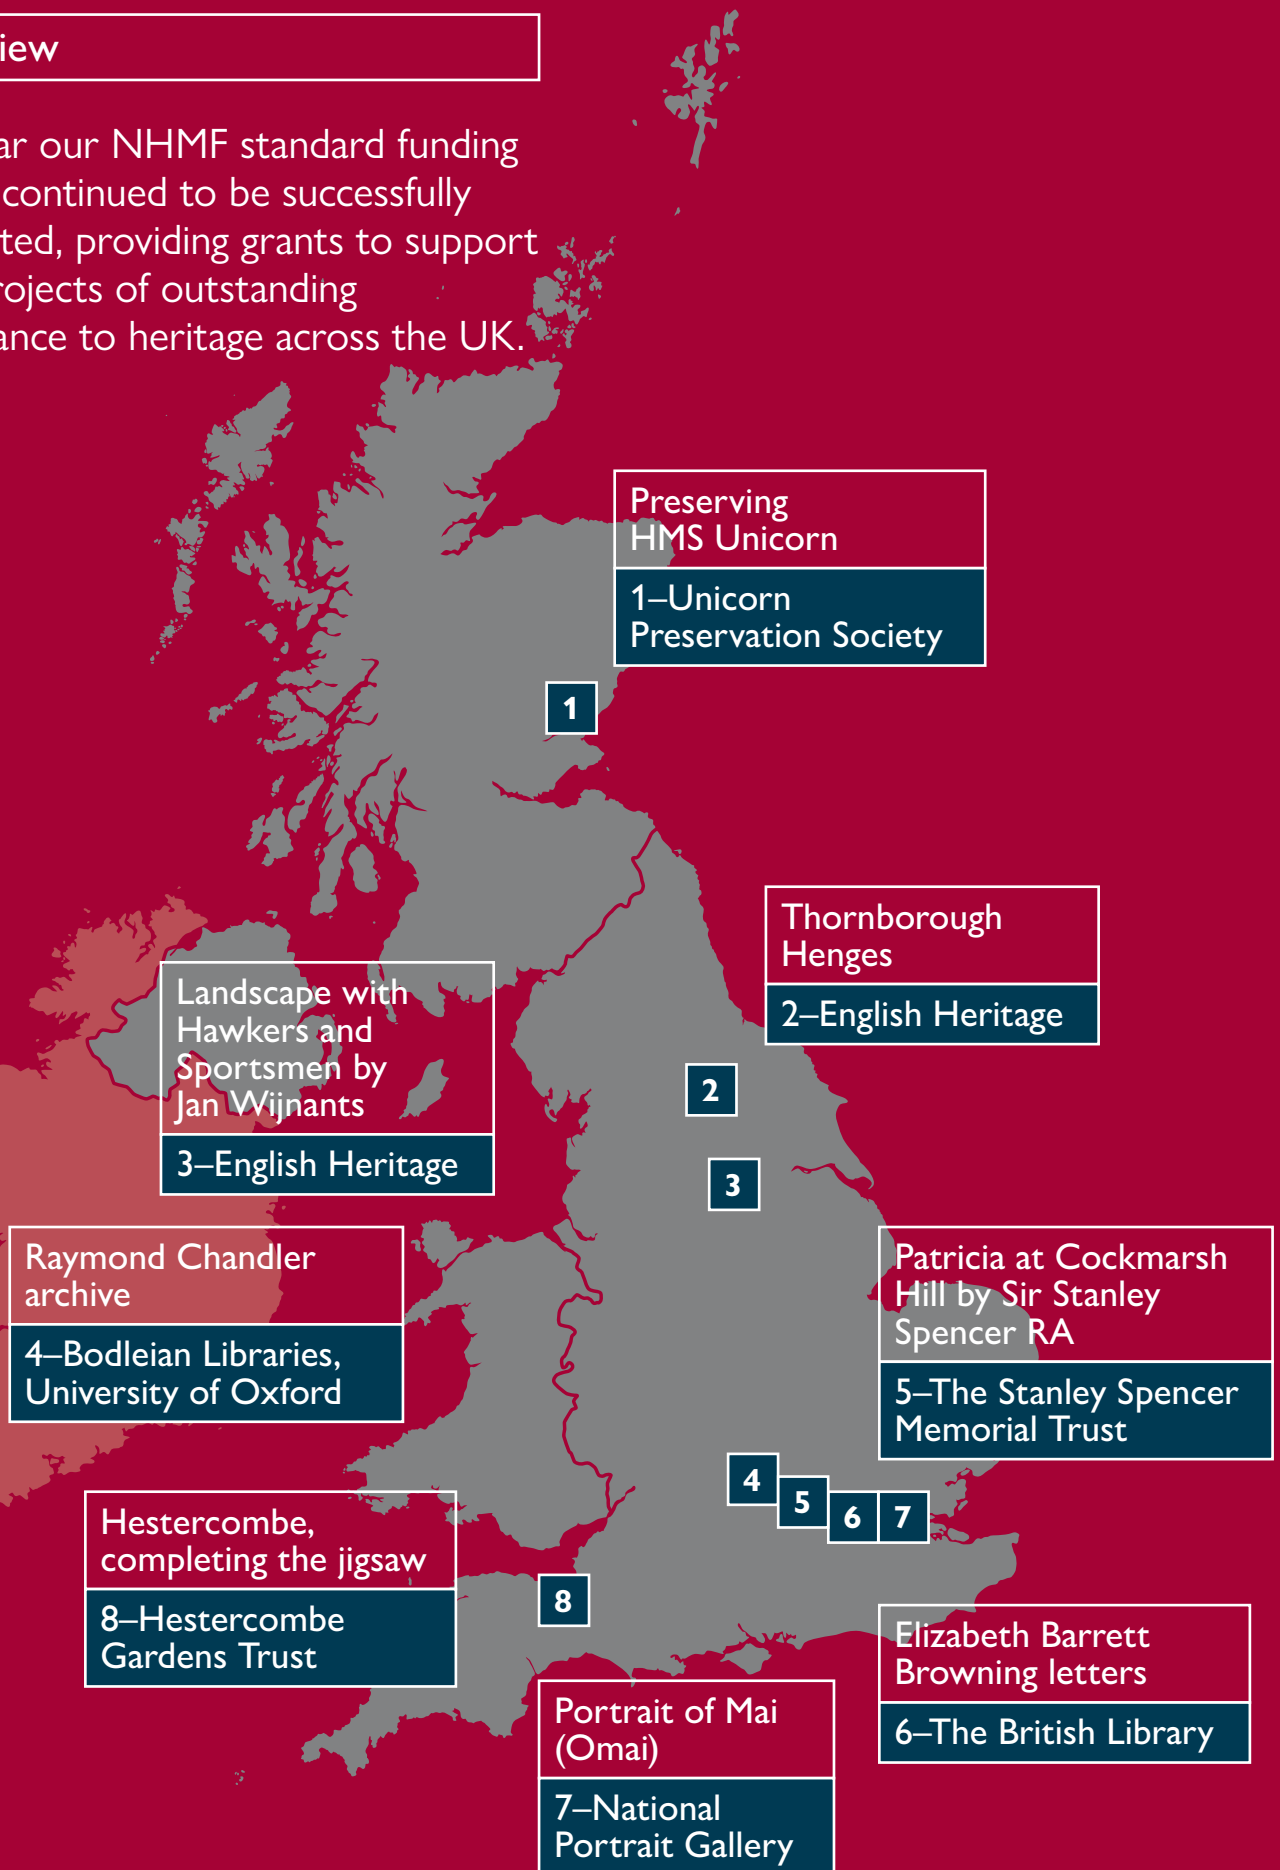 iew
ar our NHMF standard funding
continued to be successfully
ted, providing grants to support
rojects of outstanding
ance to heritage across the UK.
Preserving
HMS Unicorn
1–Unicorn
Preservation Society
1
Thornborough
Henges
2–English Heritage
Landscape with
Hawkers and
Sportsmen by
Jan Wijnants
3–English Heritage
2
3
Raymond Chandler
archive
4–Bodleian Libraries,
University of Oxford
Patricia at Cockmarsh
Hill by Sir Stanley
Spencer RA
5–The Stanley Spencer
Memorial Trust
4
5
6
7
Hestercombe,
completing the jigsaw
8–Hestercombe
Gardens Trust
8
Elizabeth Barrett
Browning letters
6–The British Library
Portrait of Mai
(Omai)
7–National
Portrait Gallery